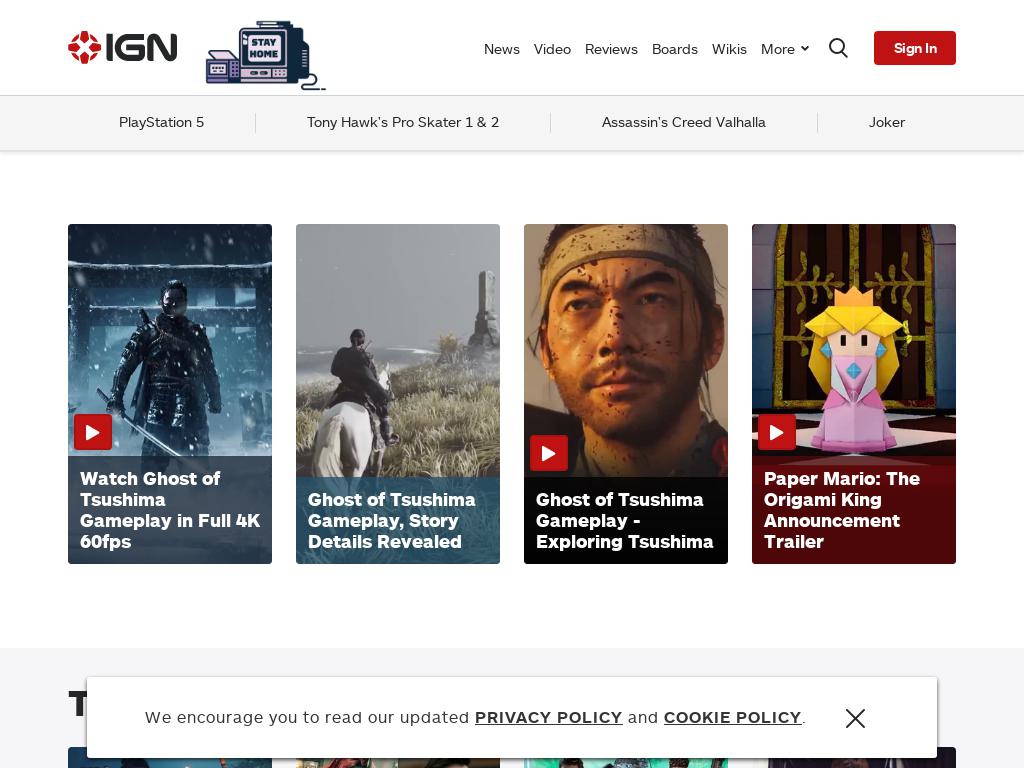 IGN
STAY
HOME
News Video Reviews Boards Wikis More Sign In
PlayStation 5 Tony Hawk's Pro Skater 1 & 2 Assassin's Creed Valhalla Joker
Watch Ghost of
Tsushima
Gameplay in Full 4K
60fps
Ghost of Tsushima
Gameplay, Story
Details Revealed
Ghost of Tsushima
Gameplay -
Exploring Tsushima
Paper Mario: The
Origami King
Announcement
Trailer
We encourage you to read our updated PRIVACY POLICY and COOKIE POLICY.